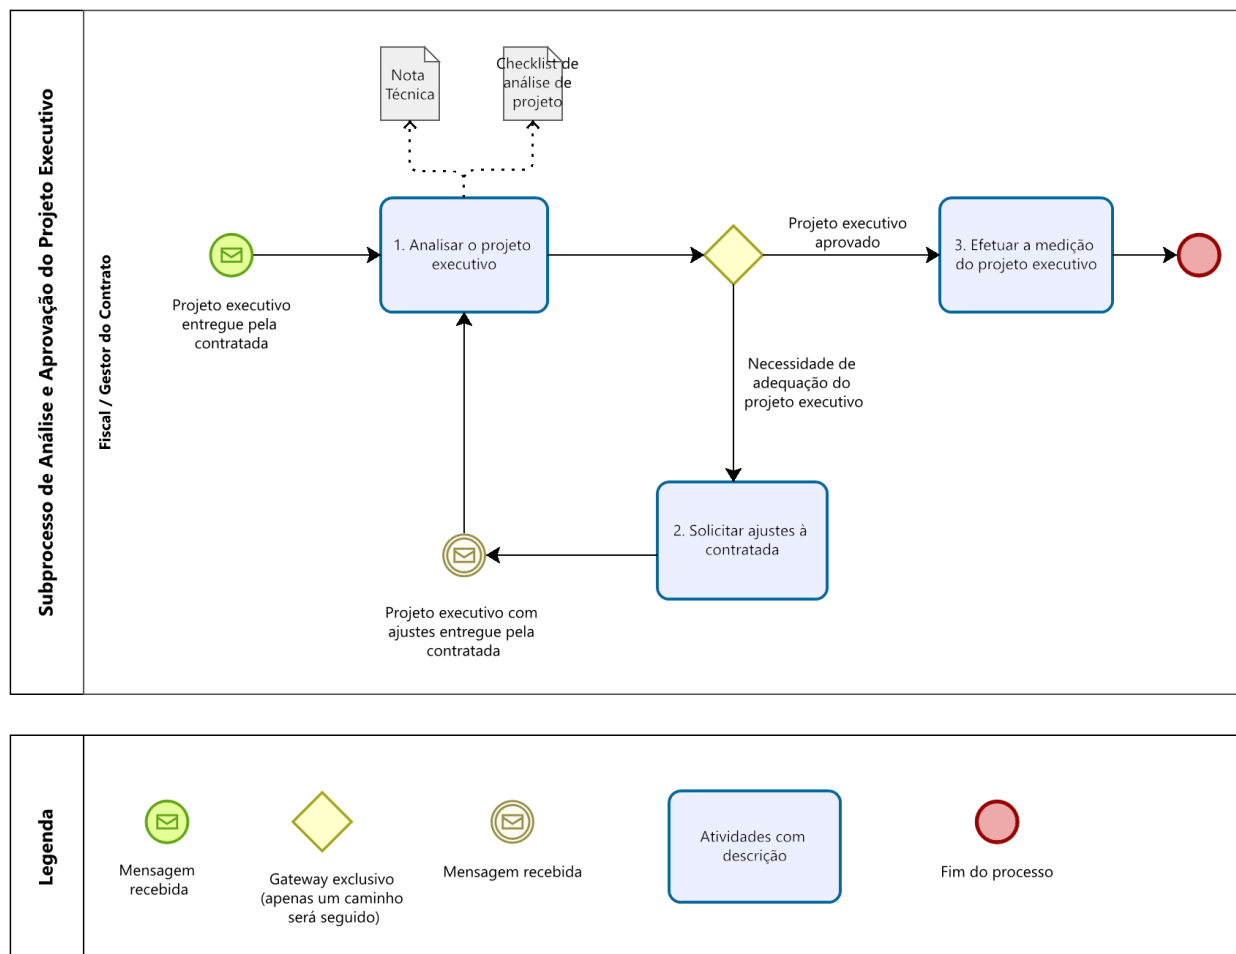 Subprocesso de Análise e Aprovação do Projeto Executivo
Fiscal / Gestor do Contrato
Nota
Técnica
Checklist de
análise de
projeto
Projeto executivo
entregue pela
contratada
1. Analisar o projeto
executivo
Projeto executivo
aprovado
3. Efetuar a medição
do projeto executivo
Necessidade de
adequação do
projeto executivo
2. Solicitar ajustes à
contratada
Projeto executivo com
ajustes entregue pela
contratada
Legenda
Mensagem
recebida
Gateway exclusivo
(apenas um caminho
será seguido)
Mensagem recebida
Atividades com
descrição
Fim do processo